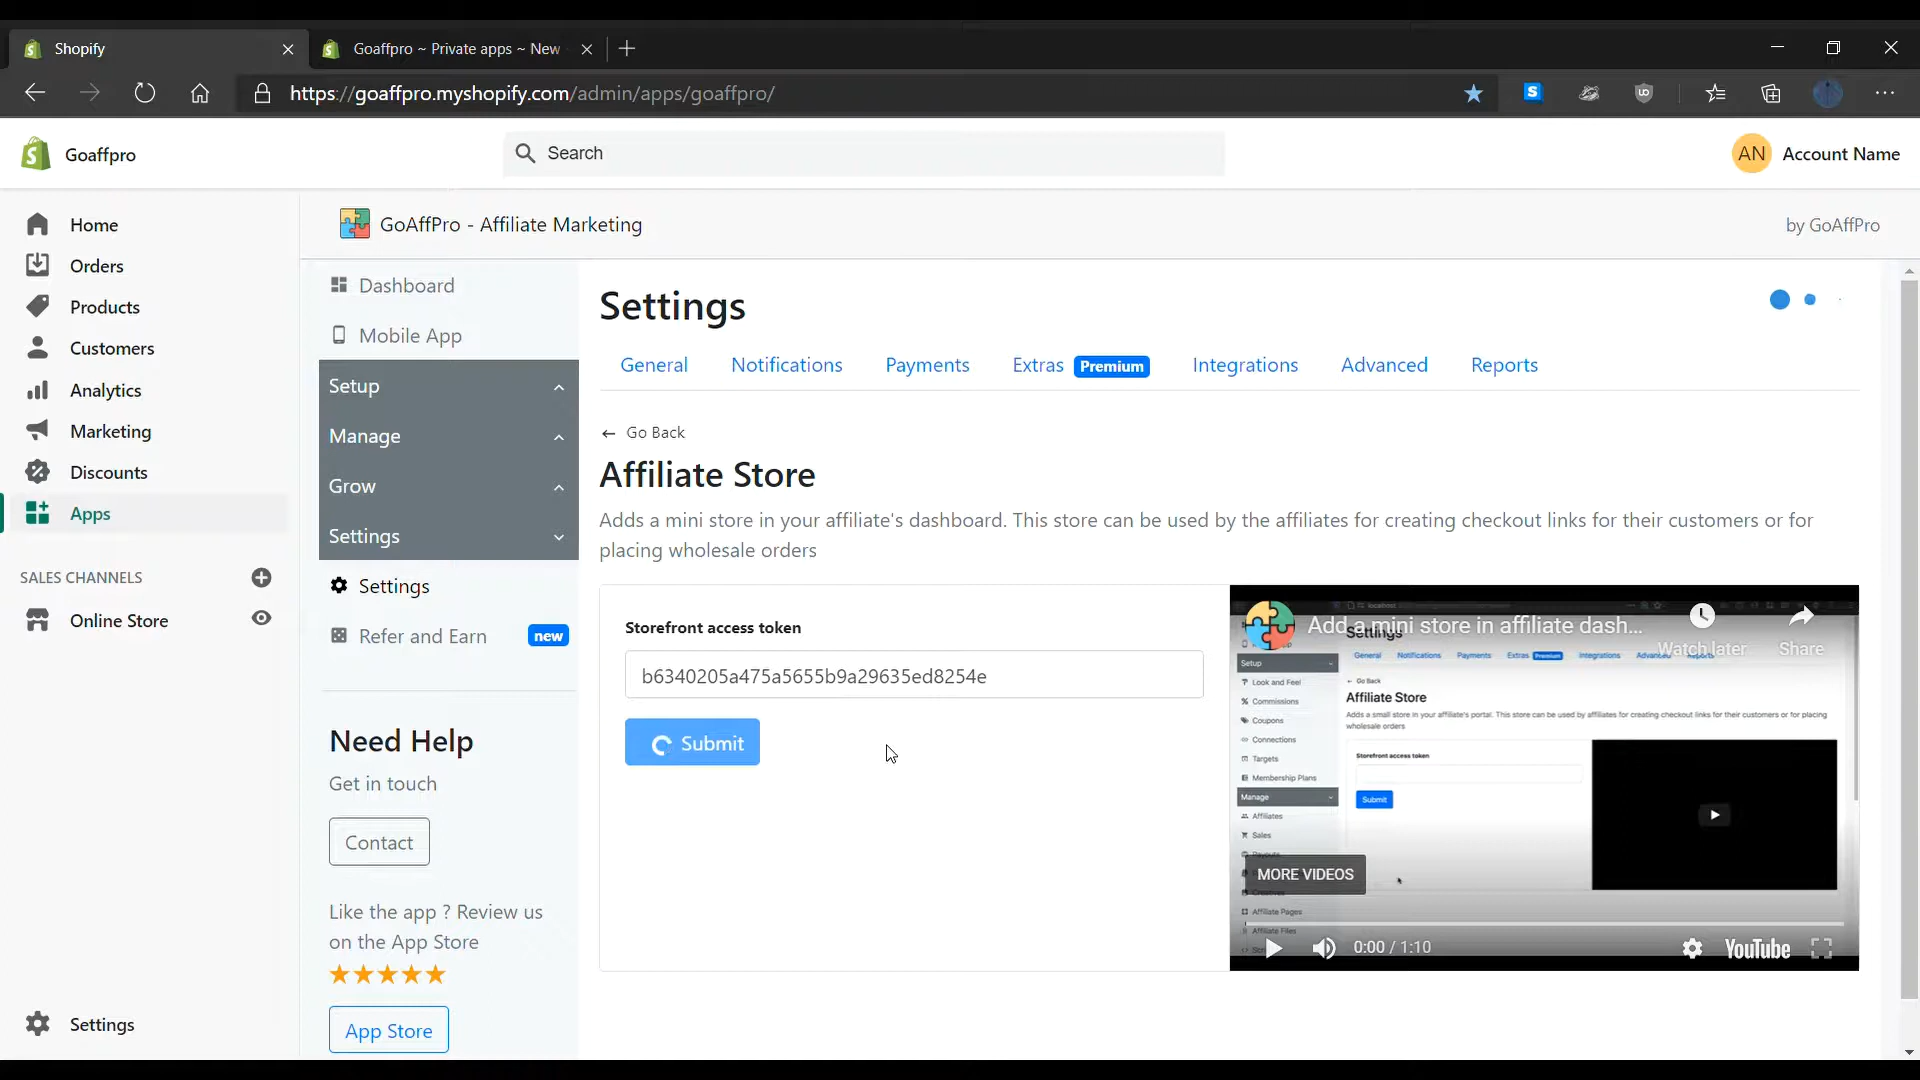 Shopify
Goaffpro ~ Private apps ~ New
https://goaffpro.myshopify.com/admin/apps/goaffpro/
Goaffpro
Search
AN Account Name
Home
Orders
Products
Customers
Analytics
Marketing
Discounts
Apps
SALES CHANNELS
Online Store
Settings
GoAffPro - Affiliate Marketing
by GoAffPro
Dashboard
Mobile App
Setup
Manage
Grow
Settings
Settings
Refer and Earn new
Need Help
Get in touch
Contact
Like the app ? Review us
on the App Store
App Store
Settings
General Notifications Payments Extras Premium Integrations Advanced Reports
← Go Back
Affiliate Store
Adds a mini store in your affiliate's dashboard. This store can be used by the affiliates for creating checkout links for their customers or for
placing wholesale orders
Storefront access token
b6340205a475a5655b9a29635ed8254e
Submit
Add a mini store in affiliate dash...
Watch later
Share
Settings
General Notifications Payments Extras Premium Integrations Advanced Reports
Setup
Look and Feel
Commissions
Coupons
Connections
Targets
Membership Plans
Manage
Affiliates
Sales
Payouts
Affiliate Pages
Affiliate Files
← Go Back
Affiliate Store
Adds a small store in your affiliate's portal. This store can be used by affiliates for creating checkout links for their customers or for placing
wholesale orders
Storefront access token
Submit
MORE VIDEOS
0:00 / 1:10
YouTube